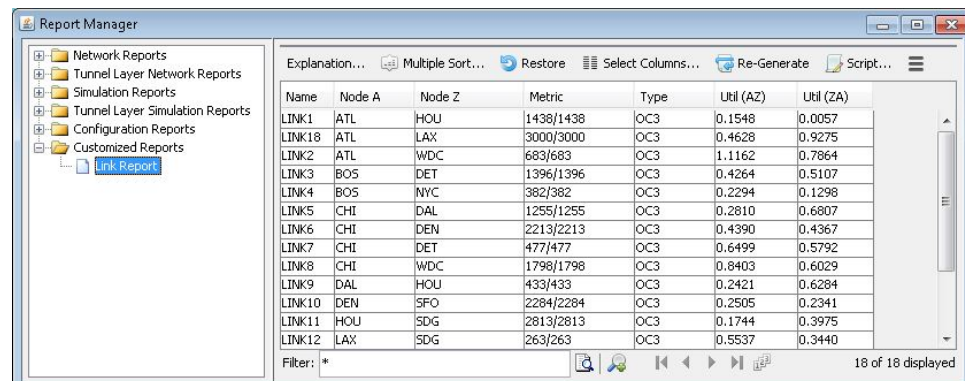 Report Manager
Network Reports
Tunnel Layer Network Reports
Simulation Reports
Tunnel Layer Simulation Reports
Configuration Reports
Customized Reports
Link Report
Explanation... Multiple Sort... Restore Select Columns... Re-Generate Script...
Name Node A Node Z Metric Type Util (AZ) Util (ZA)
LINK1 ATL HOU 1438/1438 OC3 0.1548 0.0057
LINK18 ATL LAX 3000/3000 OC3 0.4628 0.9275
LINK2 ATL WDC 683/683 OC3 1.1162 0.7864
LINK3 BOS DET 1396/1396 OC3 0.4264 0.5107
LINK4 BOS NYC 382/382 OC3 0.2294 0.1298
LINK5 CHI DAL 1255/1255 OC3 0.2810 0.6807
LINK6 CHI DEN 2213/2213 OC3 0.4390 0.4367
LINK7 CHI DET 477/477 OC3 0.6499 0.5792
LINK8 CHI WDC 1798/1798 OC3 0.8403 0.6029
LINK9 DAL HOU 433/433 OC3 0.2421 0.6284
LINK10 DEN SFO 2284/2284 OC3 0.2505 0.2341
LINK11 HOU SDG 2813/2813 OC3 0.1744 0.3975
LINK12 LAX SDG 263/263 OC3 0.5537 0.3440
Filter: * 18 of 18 displayed